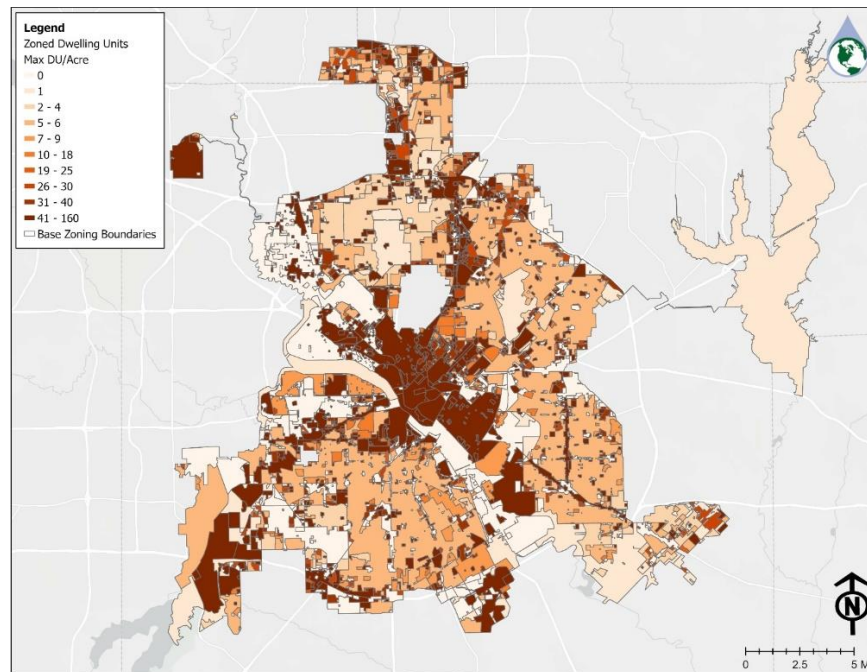 Legend
Zoned Dwelling Units
Max DU/Acre
0
1
2 - 4
5 - 6
7 - 9
10 - 18
19 - 25
26 - 30
31 - 40
41 - 160
Base Zoning Boundaries
N
0 2.5 5 M